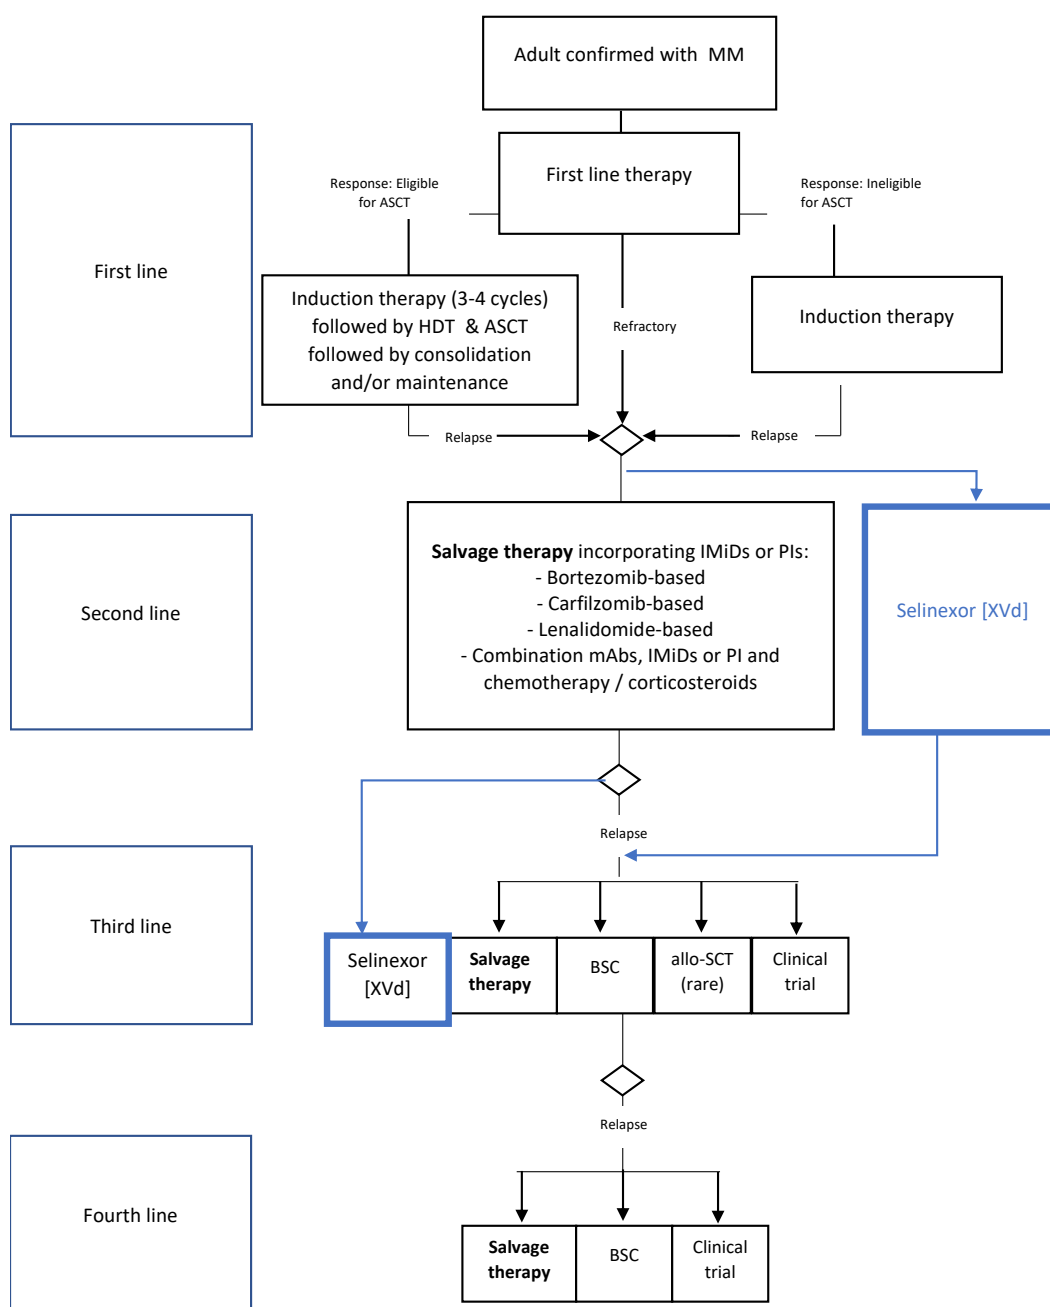 Adult confirmed with MM
First line therapy
Response: Eligible
for ASCT
Response: Ineligible
for ASCT
First line
Induction therapy (3-4 cycles)
followed by HDT & ASCT
followed by consolidation
and/or maintenance
Refractory
Induction therapy
Relapse
Relapse
Second line
Salvage therapy incorporating IMiDs or PIs:
- Bortezomib-based
- Carfilzomib-based
- Lenalidomide-based
- Combination mAbs, IMiDs or PI and
chemotherapy / corticosteroids
Selinexor [XVd]
Relapse
Third line
Selinexor
[XVd]
Salvage
therapy
BSC
allo-SCT
(rare)
Clinical
trial
Relapse
Fourth line
Salvage
therapy
BSC
Clinical
trial